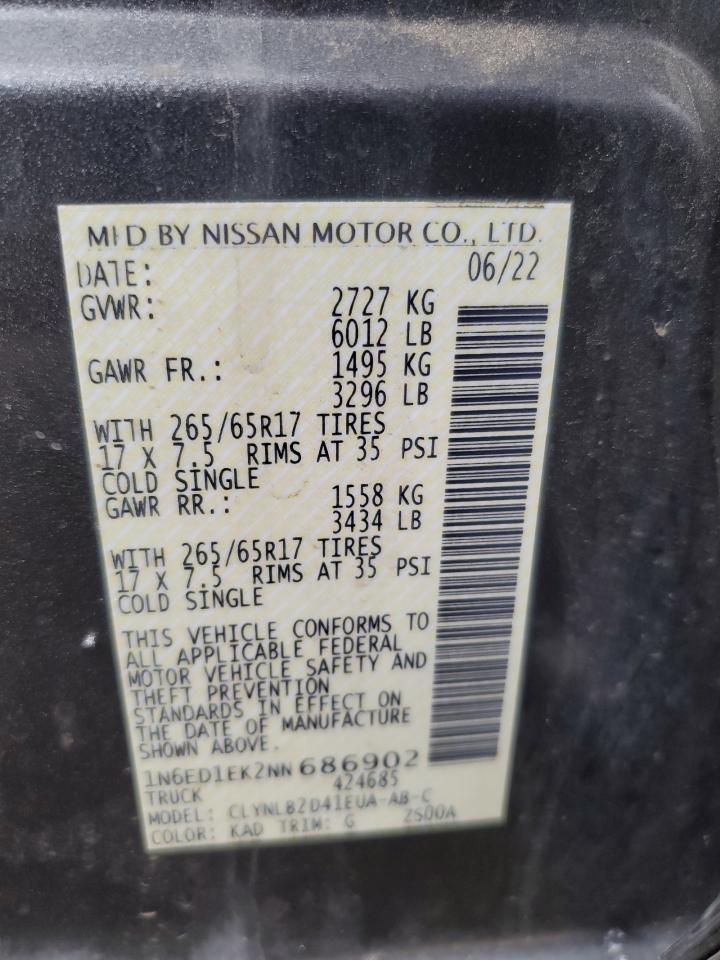 MFD BY NISSAN MOTOR CO., LTD.
DATE: 06/22
GVWR: 2727 KG
6012 LB
GAWR FR.: 1495 KG
3296 LB
WITH 265/65R17 TIRES
17 X 7.5 RIMS AT 35 PSI
COLD SINGLE
GAWR RR.: 1558 KG
3434 LB
WITH 265/65R17 TIRES
17 X 7.5 RIMS AT 35 PSI
COLD SINGLE
THIS VEHICLE CONFORMS TO
ALL APPLICABLE FEDERAL
MOTOR VEHICLE SAFETY AND
THEFT PREVENTION
STANDARDS IN EFFECT ON
THE DATE OF MANUFACTURE
SHOWN ABOVE.
1N6ED1EK2NN 686902
TRUCK 424685
MODEL: CLYNLB2D41EUA-AB-C
COLOR: KAD TRIM: G 2S00A